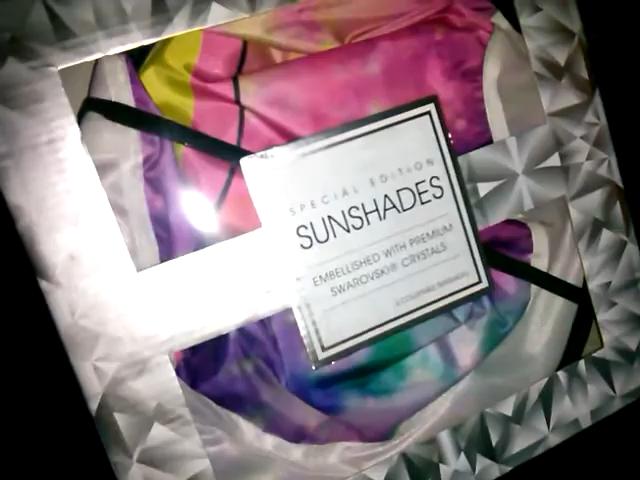 SPECIAL EDITION
SUNSHADES
EMBELLISHED WITH PREMIUM
SWAROVSKI® CRYSTALS